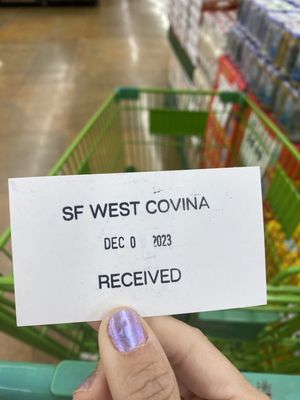 SF WEST COVINA
DEC 0 2023
RECEIVED